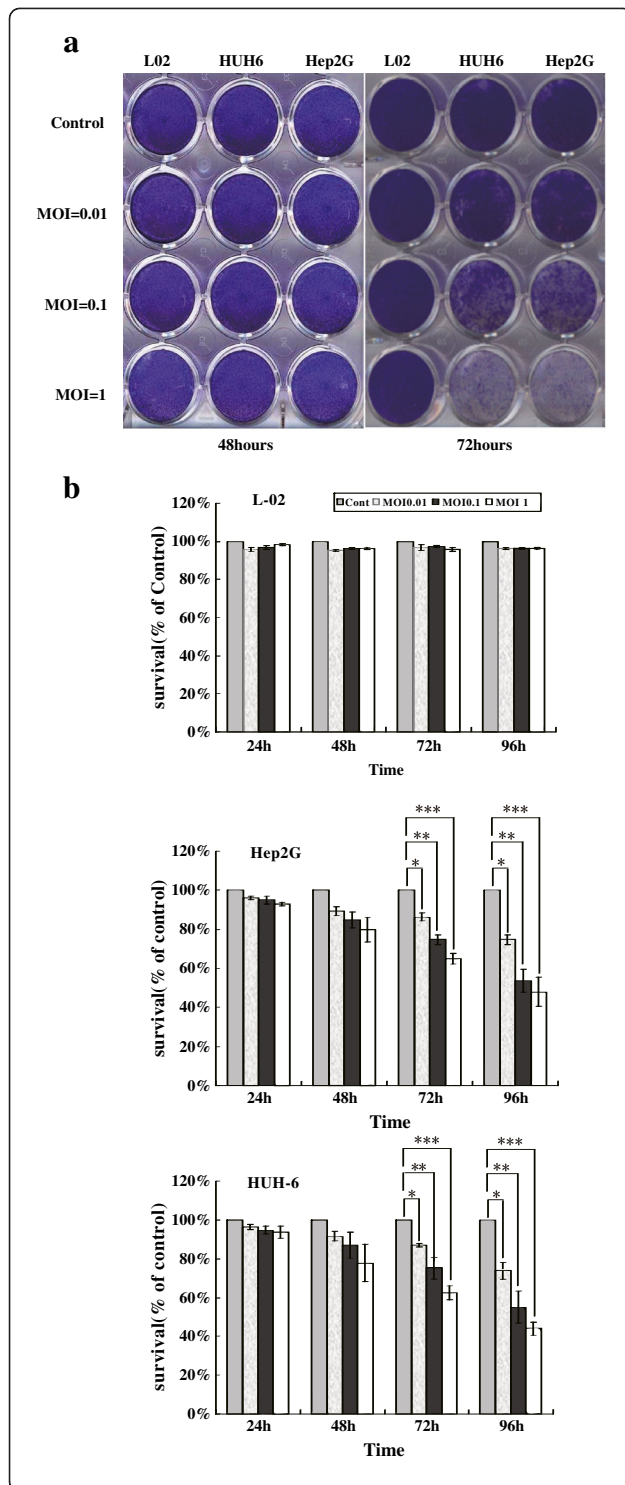 a
L02 HUH6 Hep2G L02 HUH6 Hep2G
Control
MOI=0.01
MOI=0.1
MOI=1
48hours 72hours
b
L-02
Cont MOI0.01 MOI0.1 MOI 1
survival(% of Control)
120%
100%
80%
60%
40%
20%
0%
24h 48h 72h 96h
Time
Hep2G
survival(% of control)
120%
100%
80%
60%
40%
20%
0%
*** ***
** **
* *
24h 48h 72h 96h
Time
HUH-6
survival(% of control)
120%
100%
80%
60%
40%
20%
0%
*** ***
** **
* *
24h 48h 72h 96h
Time